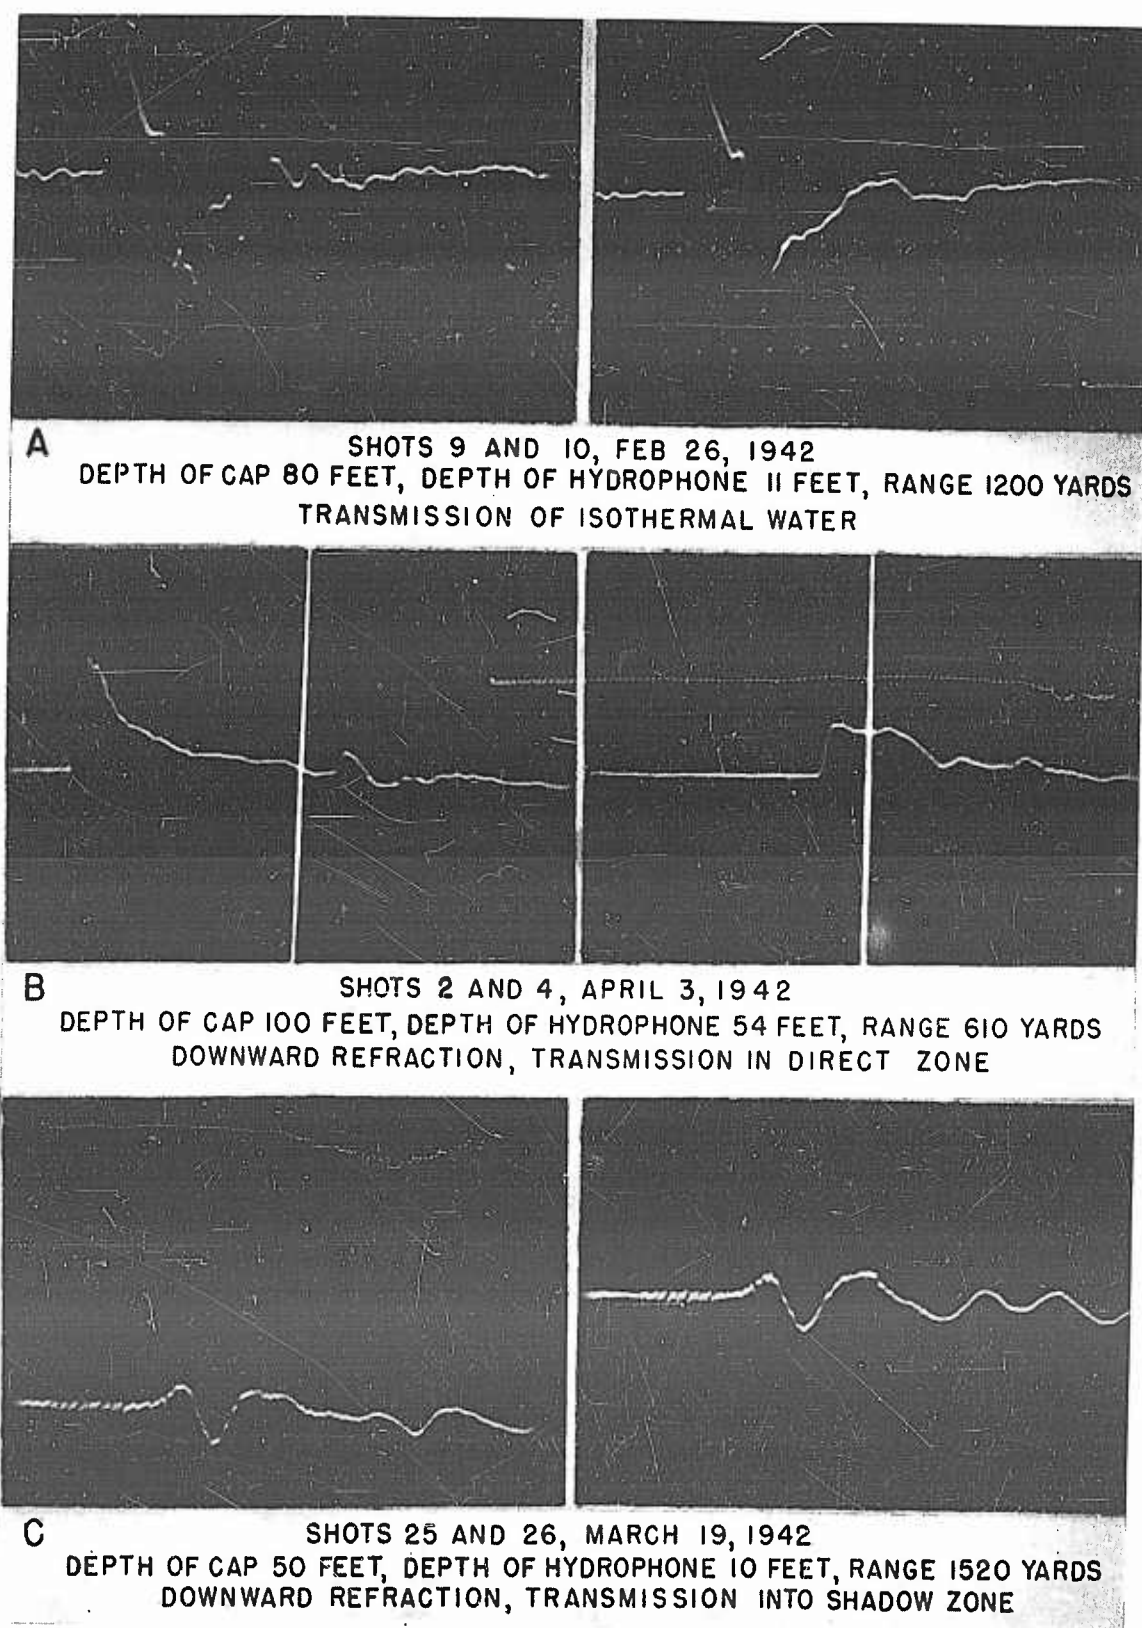 A
SHOTS 9 AND 10, FEB 26, 1942
DEPTH OF CAP 80 FEET, DEPTH OF HYDROPHONE 11 FEET, RANGE 1200 YARDS
TRANSMISSION OF ISOTHERMAL WATER
B
SHOTS 2 AND 4, APRIL 3, 1942
DEPTH OF CAP 100 FEET, DEPTH OF HYDROPHONE 54 FEET, RANGE 610 YARDS
DOWNWARD REFRACTION, TRANSMISSION IN DIRECT ZONE
C
SHOTS 25 AND 26, MARCH 19, 1942
DEPTH OF CAP 50 FEET, DEPTH OF HYDROPHONE 10 FEET, RANGE 1520 YARDS
DOWNWARD REFRACTION, TRANSMISSION INTO SHADOW ZONE